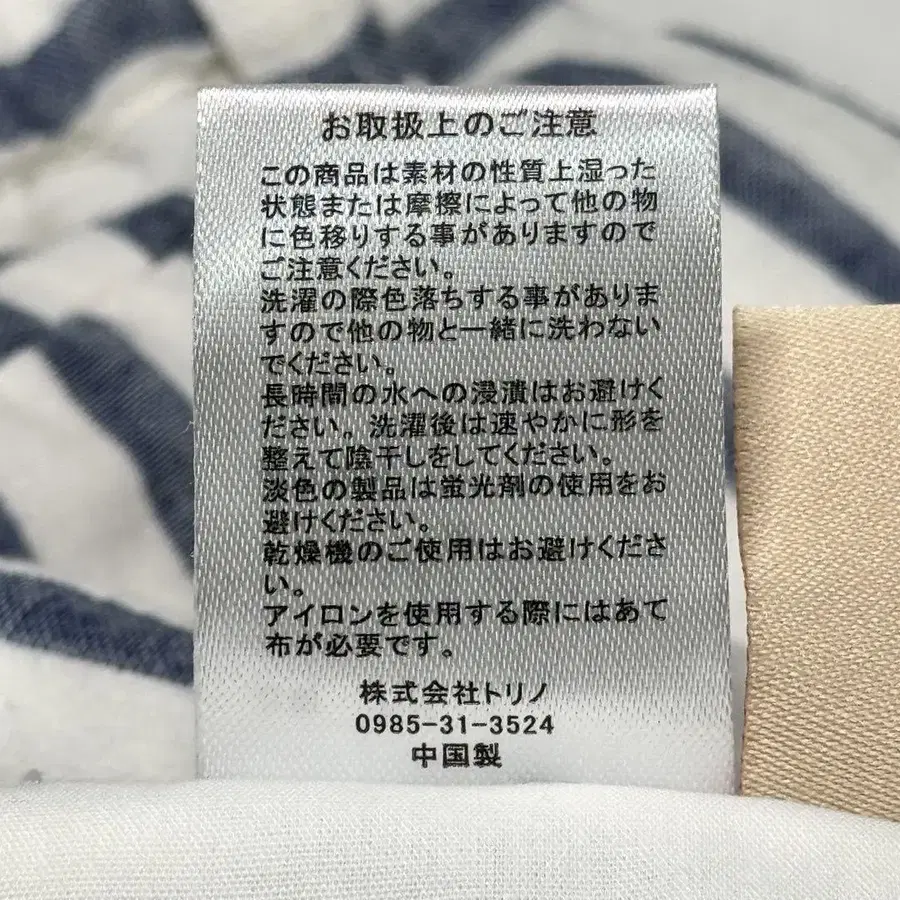 お取扱上のご注意
この商品は素材の性質上湿った
状態または摩擦によって他の物
に色移りする事がありますので
ご注意ください。
洗濯の際色落ちする事がありま
すので他の物と一緒に洗わない
でください。
長時間の水への浸漬はお避けく
ださい。洗濯後は速やかに形を
整えて陰干しをしてください。
淡色の製品は蛍光剤の使用をお
避けください。
乾燥機のご使用はお避けくださ
い。
アイロンを使用する際にはあて
布が必要です。
株式会社トリノ
0985-31-3524
中国製